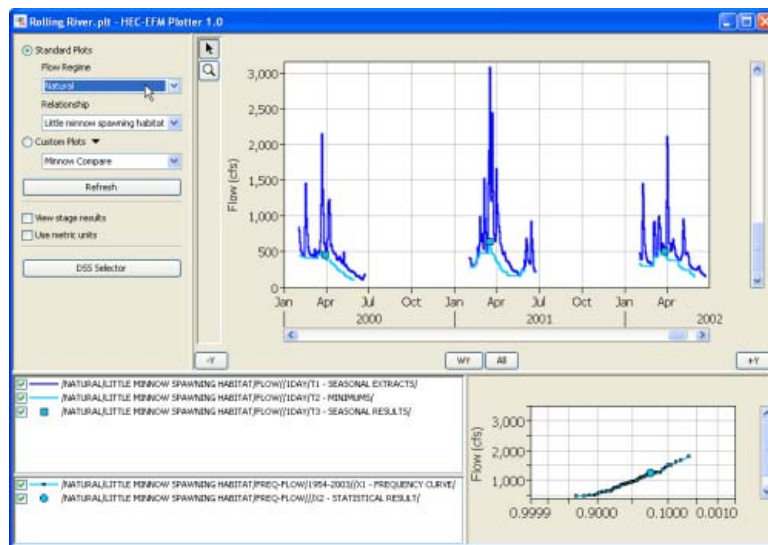 Rolling River.plt - HEC-EFM Plotter 1.0
Standard Plots
Flow Regime
Natural
Relationship
Little minnow spawning habitat
Custom Plots
Minnow Compare
Refresh
View stage results
Use metric units
DSS Selector
Flow (cfs)
3,000
2,500
2,000
1,500
1,000
500
0
Jan Apr Jul Oct Jan Apr Jul Oct Jan Apr
2000 2001 2002
-Y WY All +Y
/NATURAL/LITTLE MINNOW SPAWNING HABITAT/FLOW//1DAY/T1 - SEASONAL EXTRACTS/
/NATURAL/LITTLE MINNOW SPAWNING HABITAT/FLOW//1DAY/T2 - MINIMUMS/
/NATURAL/LITTLE MINNOW SPAWNING HABITAT/FLOW//1DAY/T3 - SEASONAL RESULTS/
/NATURAL/LITTLE MINNOW SPAWNING HABITAT/FREQ-FLOW/1954-2003//X1 - FREQUENCY CURVE/
/NATURAL/LITTLE MINNOW SPAWNING HABITAT/FREQ-FLOW///X2 - STATISTICAL RESULT/
Flow (cfs)
3,000
2,000
1,000
0.9999 0.9000 0.1000 0.0010